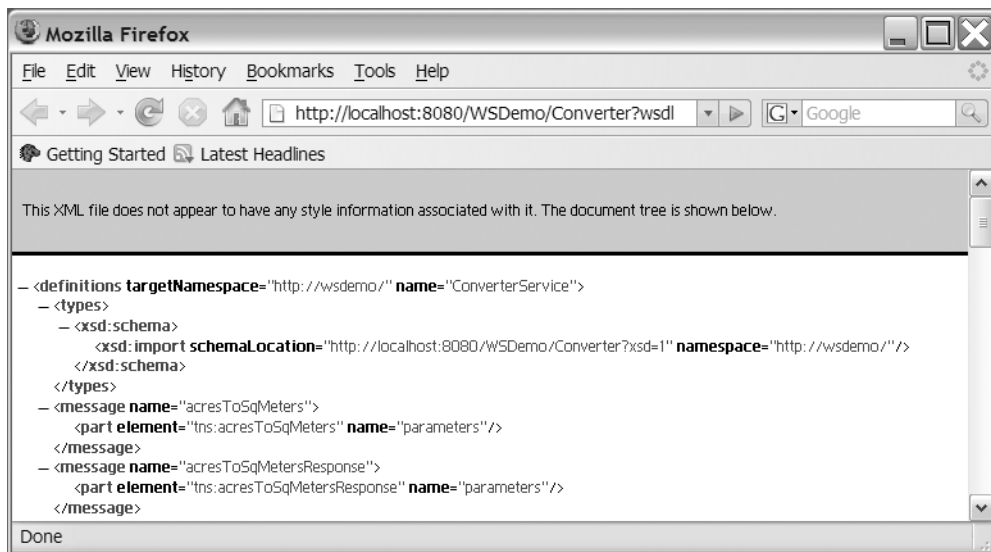 Mozilla Firefox
File Edit View History Bookmarks Tools Help
http://localhost:8080/WSDemo/Converter?wsdl G Google
Getting Started Latest Headlines
This XML file does not appear to have any style information associated with it. The document tree is shown below.
– <definitions targetNamespace="http://wsdemo/" name="ConverterService">
– <types>
– <xsd:schema>
<xsd:import schemaLocation="http://localhost:8080/WSDemo/Converter?xsd=1" namespace="http://wsdemo/"/>
</xsd:schema>
</types>
– <message name="acresToSqMeters">
<part element="tns:acresToSqMeters" name="parameters"/>
</message>
– <message name="acresToSqMetersResponse">
<part element="tns:acresToSqMetersResponse" name="parameters"/>
</message>
Done